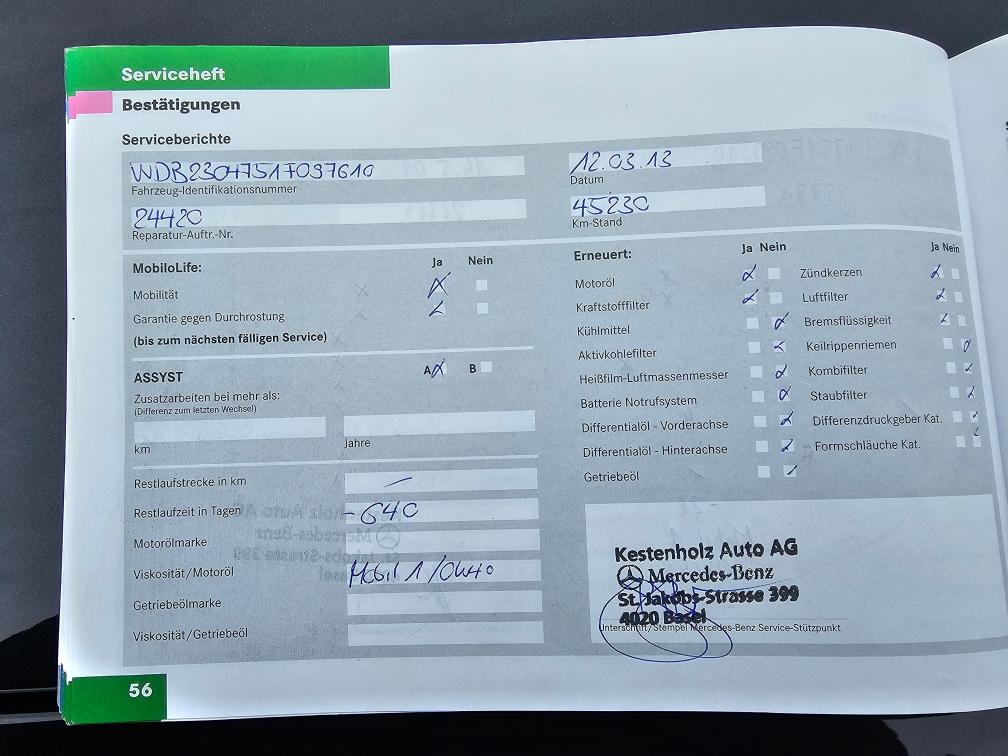 Serviceheft
Bestätigungen
Serviceberichte
WDB2304751F097610
Fahrzeug-Identifikationsnummer
12.03.13
Datum
24420
Reparatur-Auftr.-Nr.
45230
Km-Stand
MobiloLife: Ja Nein
Mobilität
Garantie gegen Durchrostung
(bis zum nächsten fälligen Service)
ASSYST A B
Zusatzarbeiten bei mehr als:
(Differenz zum letzten Wechsel)
km Jahre
Restlaufstrecke in km –
Restlaufzeit in Tagen - 640
Motorölmarke
Viskosität/Motoröl Mobil 1 / 0W40
Getriebeölmarke
Viskosität/Getriebeöl
Erneuert: Ja Nein Ja Nein
Motoröl Zündkerzen
Kraftstofffilter Luftfilter
Kühlmittel Bremsflüssigkeit
Aktivkohlefilter Keilrippenriemen
Heißfilm-Luftmassenmesser Kombifilter
Batterie Notrufsystem Staubfilter
Differentialöl - Vorderachse Differenzdruckgeber Kat.
Differentialöl - Hinterachse Formschläuche Kat.
Getriebeöl
Kestenholz Auto AG
Mercedes-Benz
St. Jakobs-Strasse 399
4020 Basel
Unterschrift/Stempel Mercedes-Benz Service-Stützpunkt
56